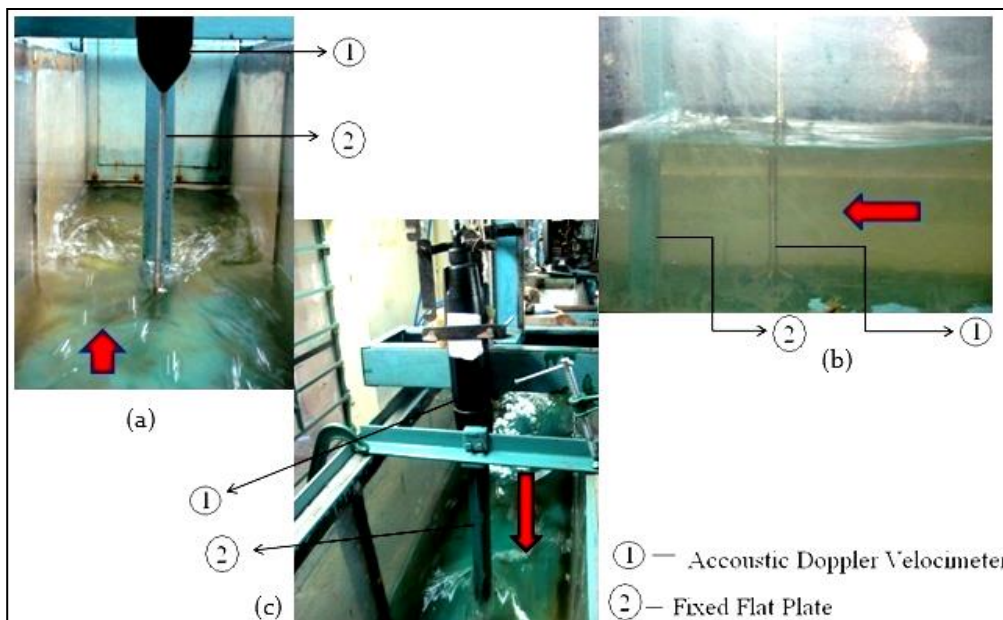 1
2
(a)
2
1
(b)
1
2
(c)
1 — Accoustic Doppler Velocimeter
2 – Fixed Flat Plate